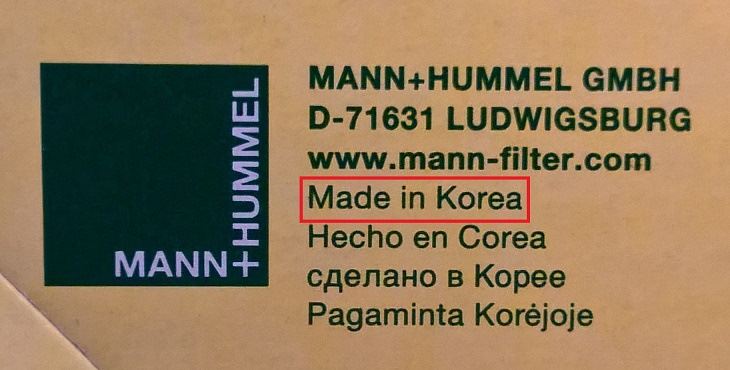 MANN+HUMMEL
MANN+HUMMEL GMBH
D-71631 LUDWIGSBURG
www.mann-filter.com
Made in Korea
Hecho en Corea
сделано в Корее
Pagaminta Korėjoje